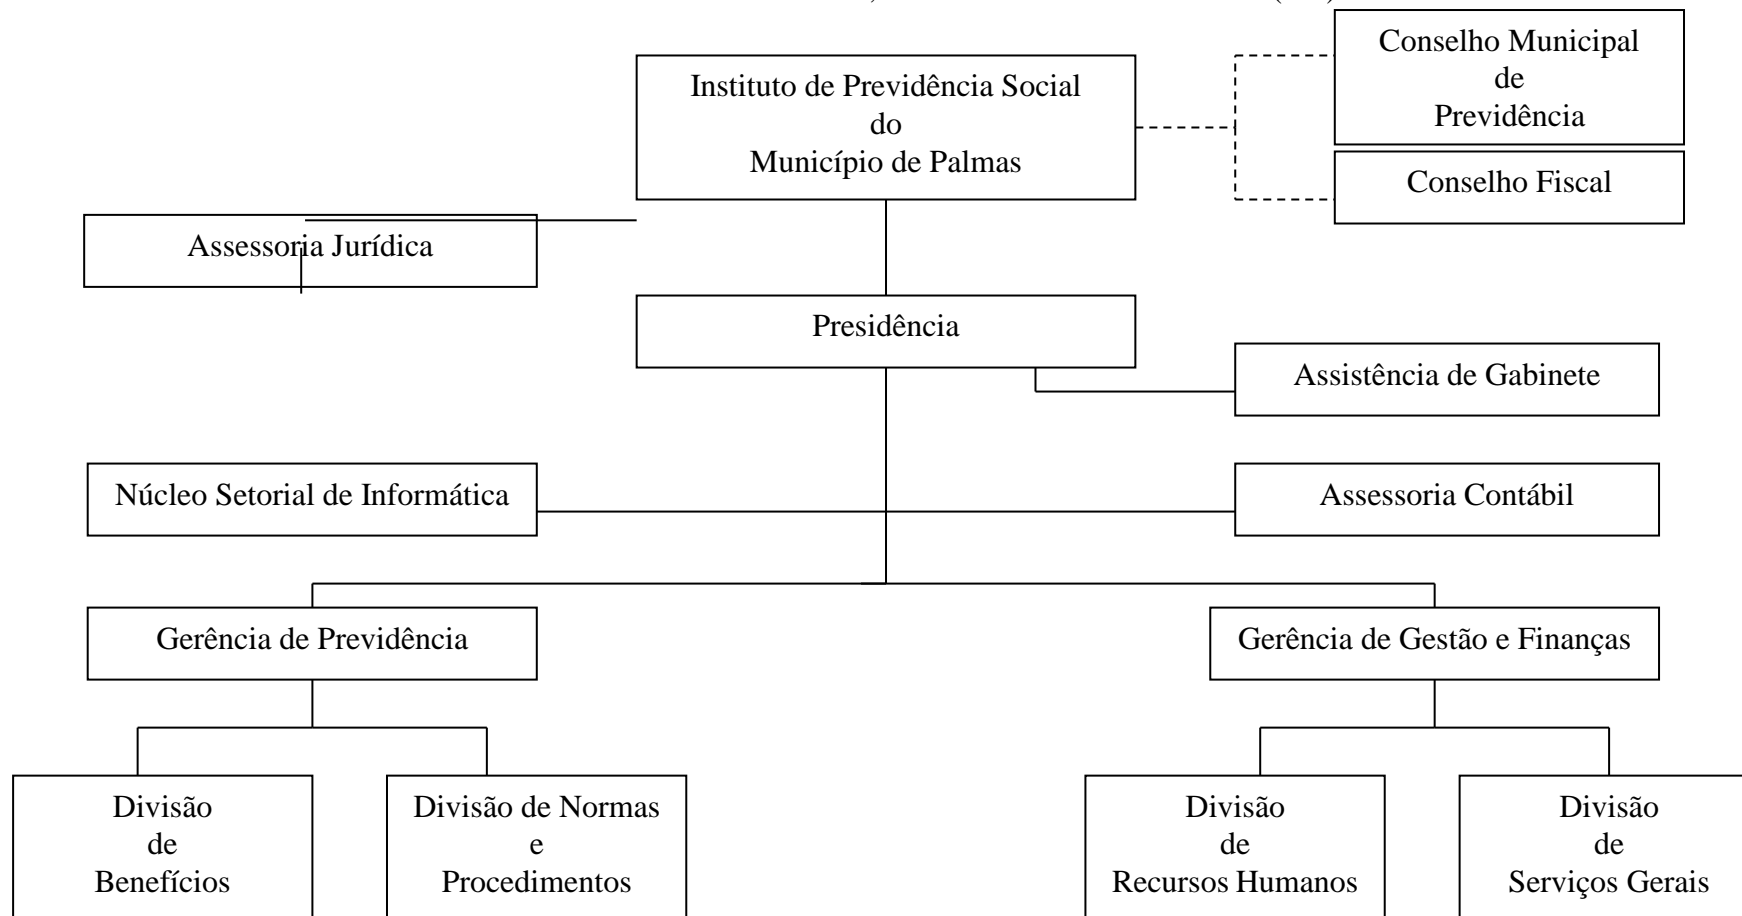 Conselho Municipal
de
Previdência
Instituto de Previdência Social
do
Município de Palmas
Conselho Fiscal
Assessoria Jurídica
Presidência
Assistência de Gabinete
Núcleo Setorial de Informática
Assessoria Contábil
Gerência de Previdência
Gerência de Gestão e Finanças
Divisão
de
Benefícios
Divisão de Normas
e
Procedimentos
Divisão
de
Recursos Humanos
Divisão
de
Serviços Gerais